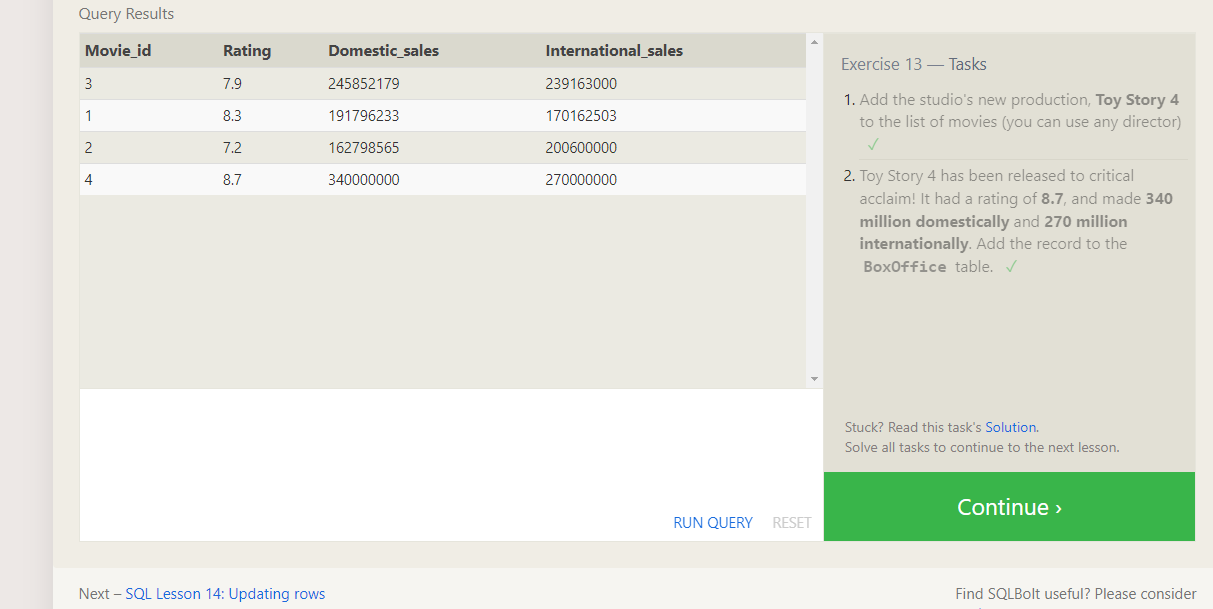 Query Results
Movie_id Rating Domestic_sales International_sales
3 7.9 245852179 239163000
1 8.3 191796233 170162503
2 7.2 162798565 200600000
4 8.7 340000000 270000000
RUN QUERY RESET
Exercise 13 — Tasks
1. Add the studio's new production, Toy Story 4
to the list of movies (you can use any director)
✓
2. Toy Story 4 has been released to critical
acclaim! It had a rating of 8.7, and made 340
million domestically and 270 million
internationally. Add the record to the
BoxOffice table. ✓
Stuck? Read this task's Solution.
Solve all tasks to continue to the next lesson.
Continue ›
Next – SQL Lesson 14: Updating rows
Find SQLBolt useful? Please consider